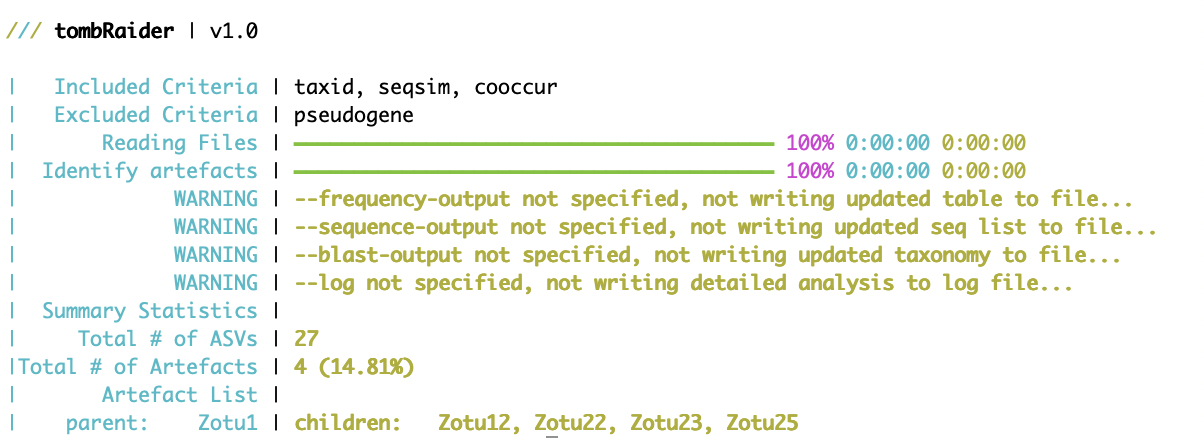 /// tombRaider | v1.0
| Included Criteria | taxid, seqsim, cooccur
| Excluded Criteria | pseudogene
| Reading Files | 100% 0:00:00 0:00:00
| Identify artefacts | 100% 0:00:00 0:00:00
| WARNING | --frequency-output not specified, not writing updated table to file...
| WARNING | --sequence-output not specified, not writing updated seq list to file...
| WARNING | --blast-output not specified, not writing updated taxonomy to file...
| WARNING | --log not specified, not writing detailed analysis to log file...
| Summary Statistics |
| Total # of ASVs | 27
|Total # of Artefacts | 4 (14.81%)
| Artefact List |
| parent: Zotu1 | children: Zotu12, Zotu22, Zotu23, Zotu25